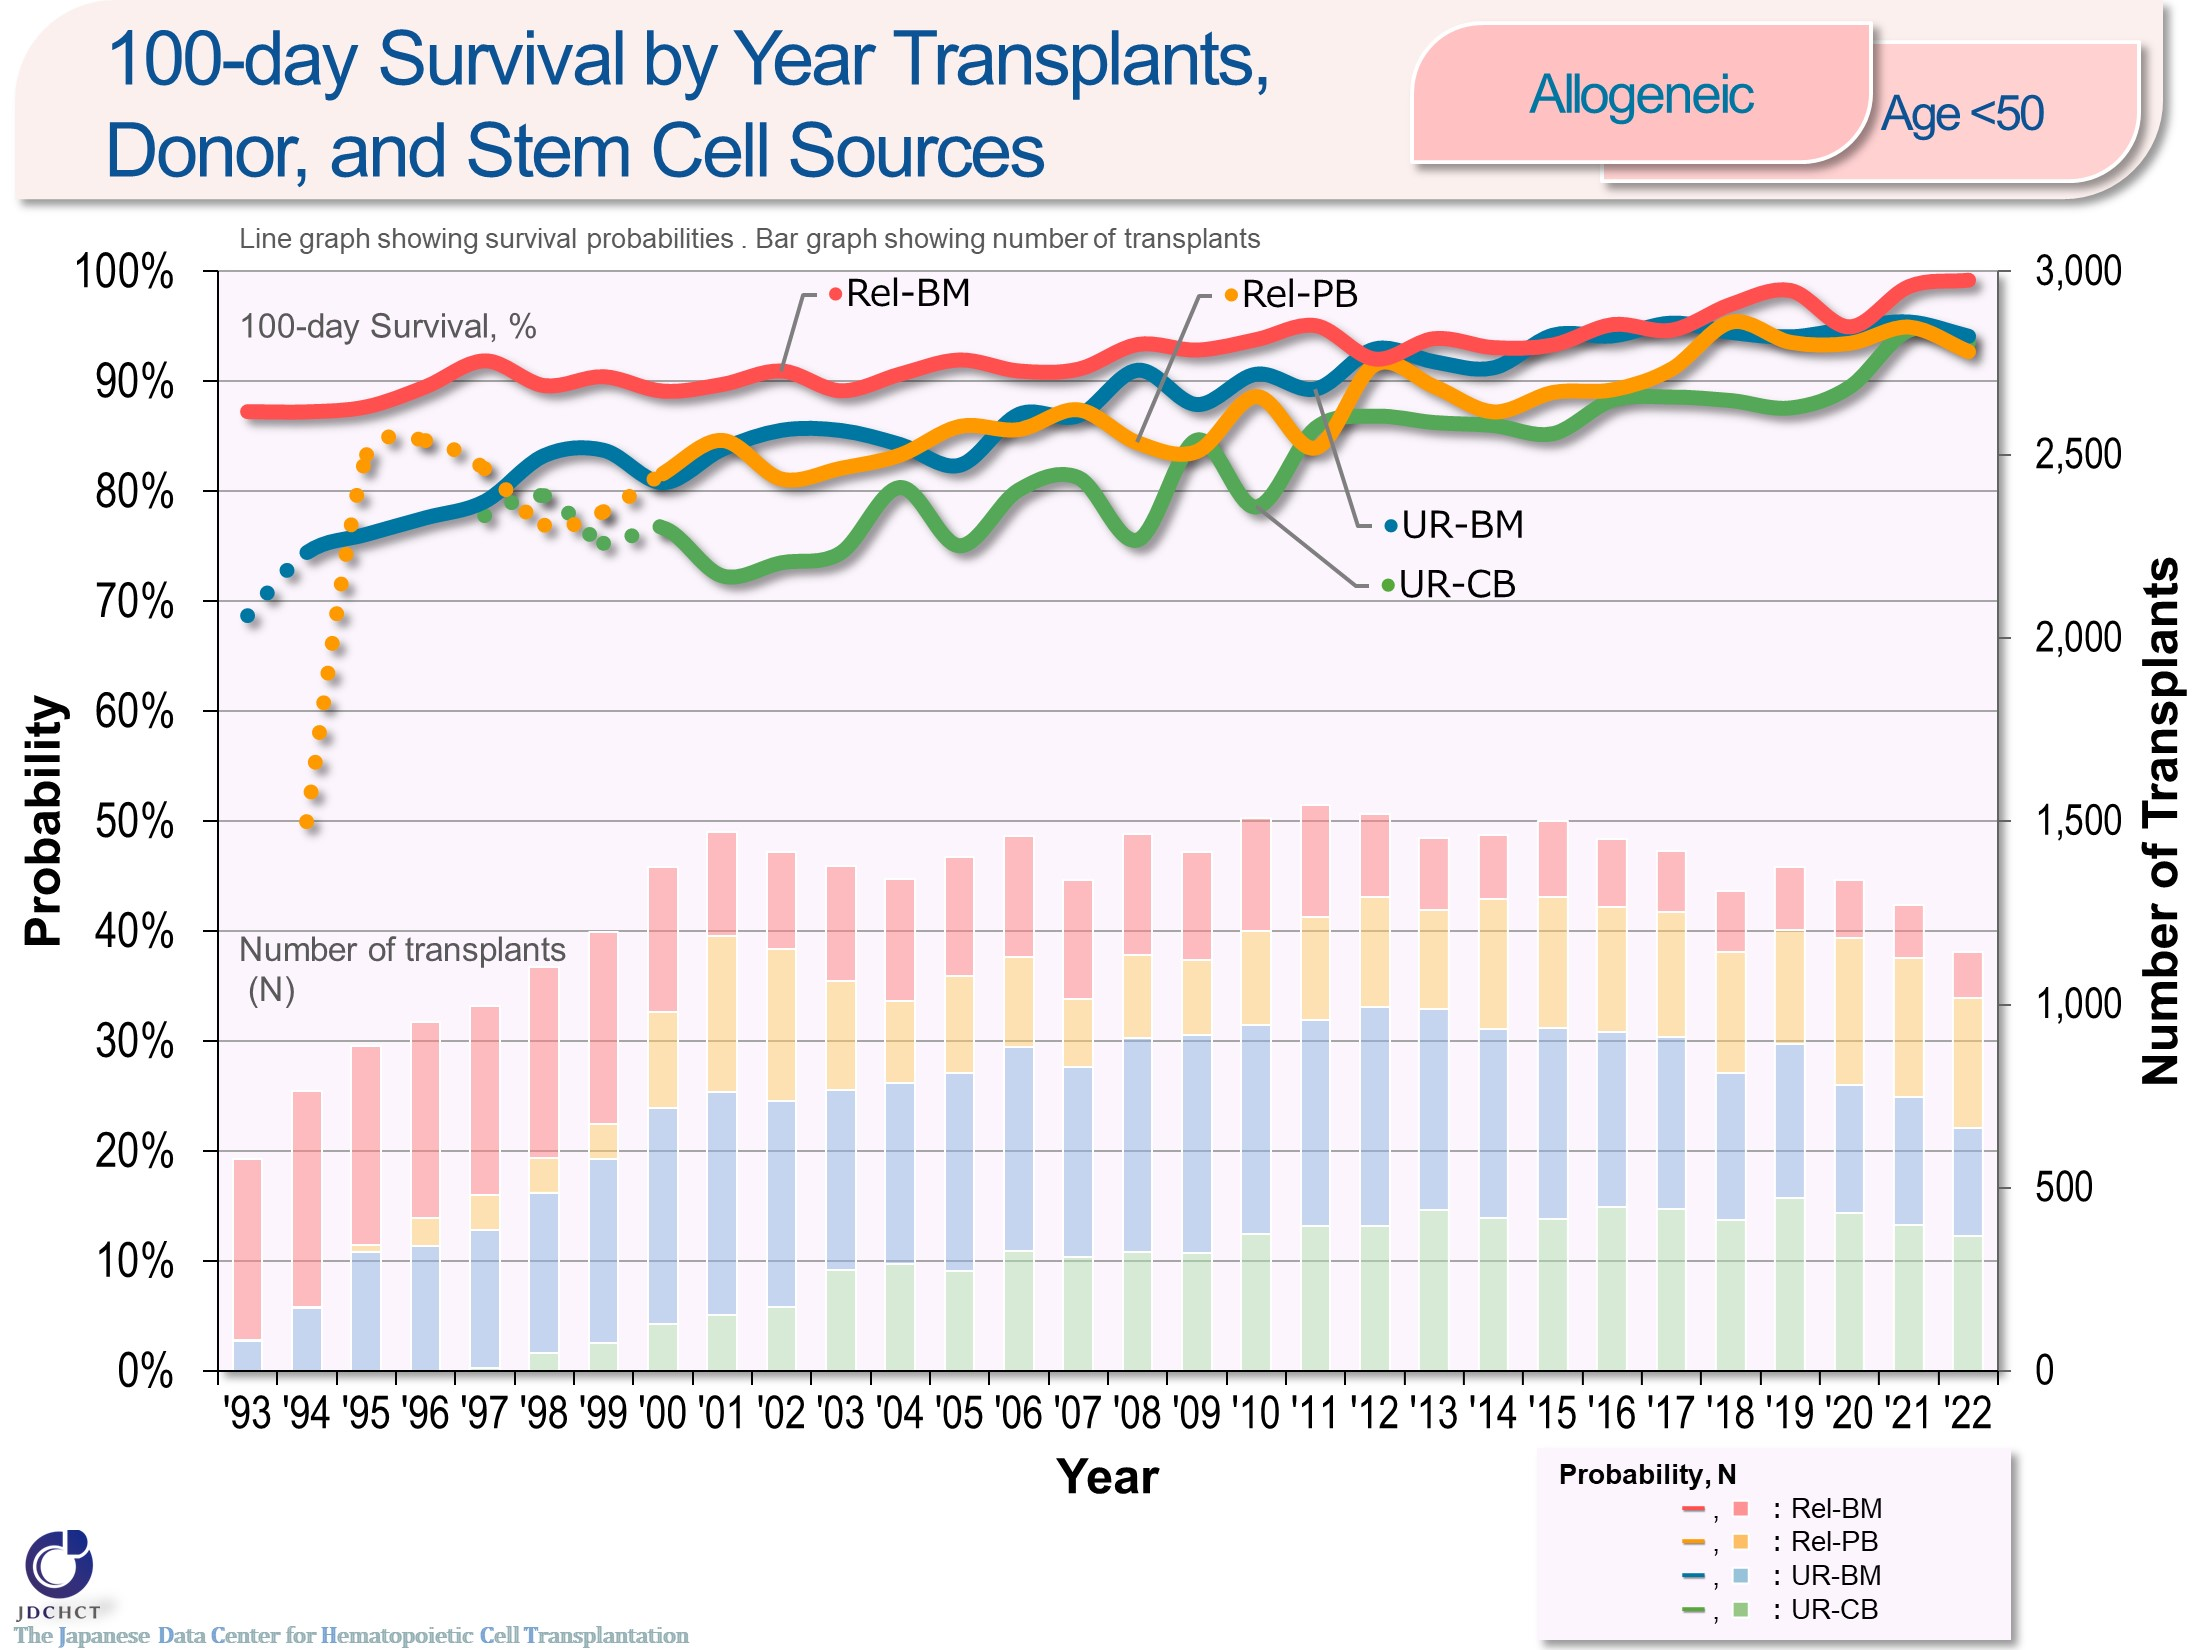 100-day Survival by Year Transplants,
Donor, and Stem Cell Sources
Allogeneic
Age <50
Line graph showing survival probabilities . Bar graph showing number of transplants
100-day Survival, %
Rel-BM
Rel-PB
UR-BM
UR-CB
Number of transplants
(N)
Probability
100%
90%
80%
70%
60%
50%
40%
30%
20%
10%
0%
3,000
2,500
2,000
1,500
1,000
500
0
Number of Transplants
'93 '94 '95 '96 '97 '98 '99 '00 '01 '02 '03 '04 '05 '06 '07 '08 '09 '10 '11 '12 '13 '14 '15 '16 '17 '18 '19 '20 '21 '22
Year
Probability, N
, : Rel-BM
, : Rel-PB
, : UR-BM
, : UR-CB
JDCHCT
The Japanese Data Center for Hematopoietic Cell Transplantation